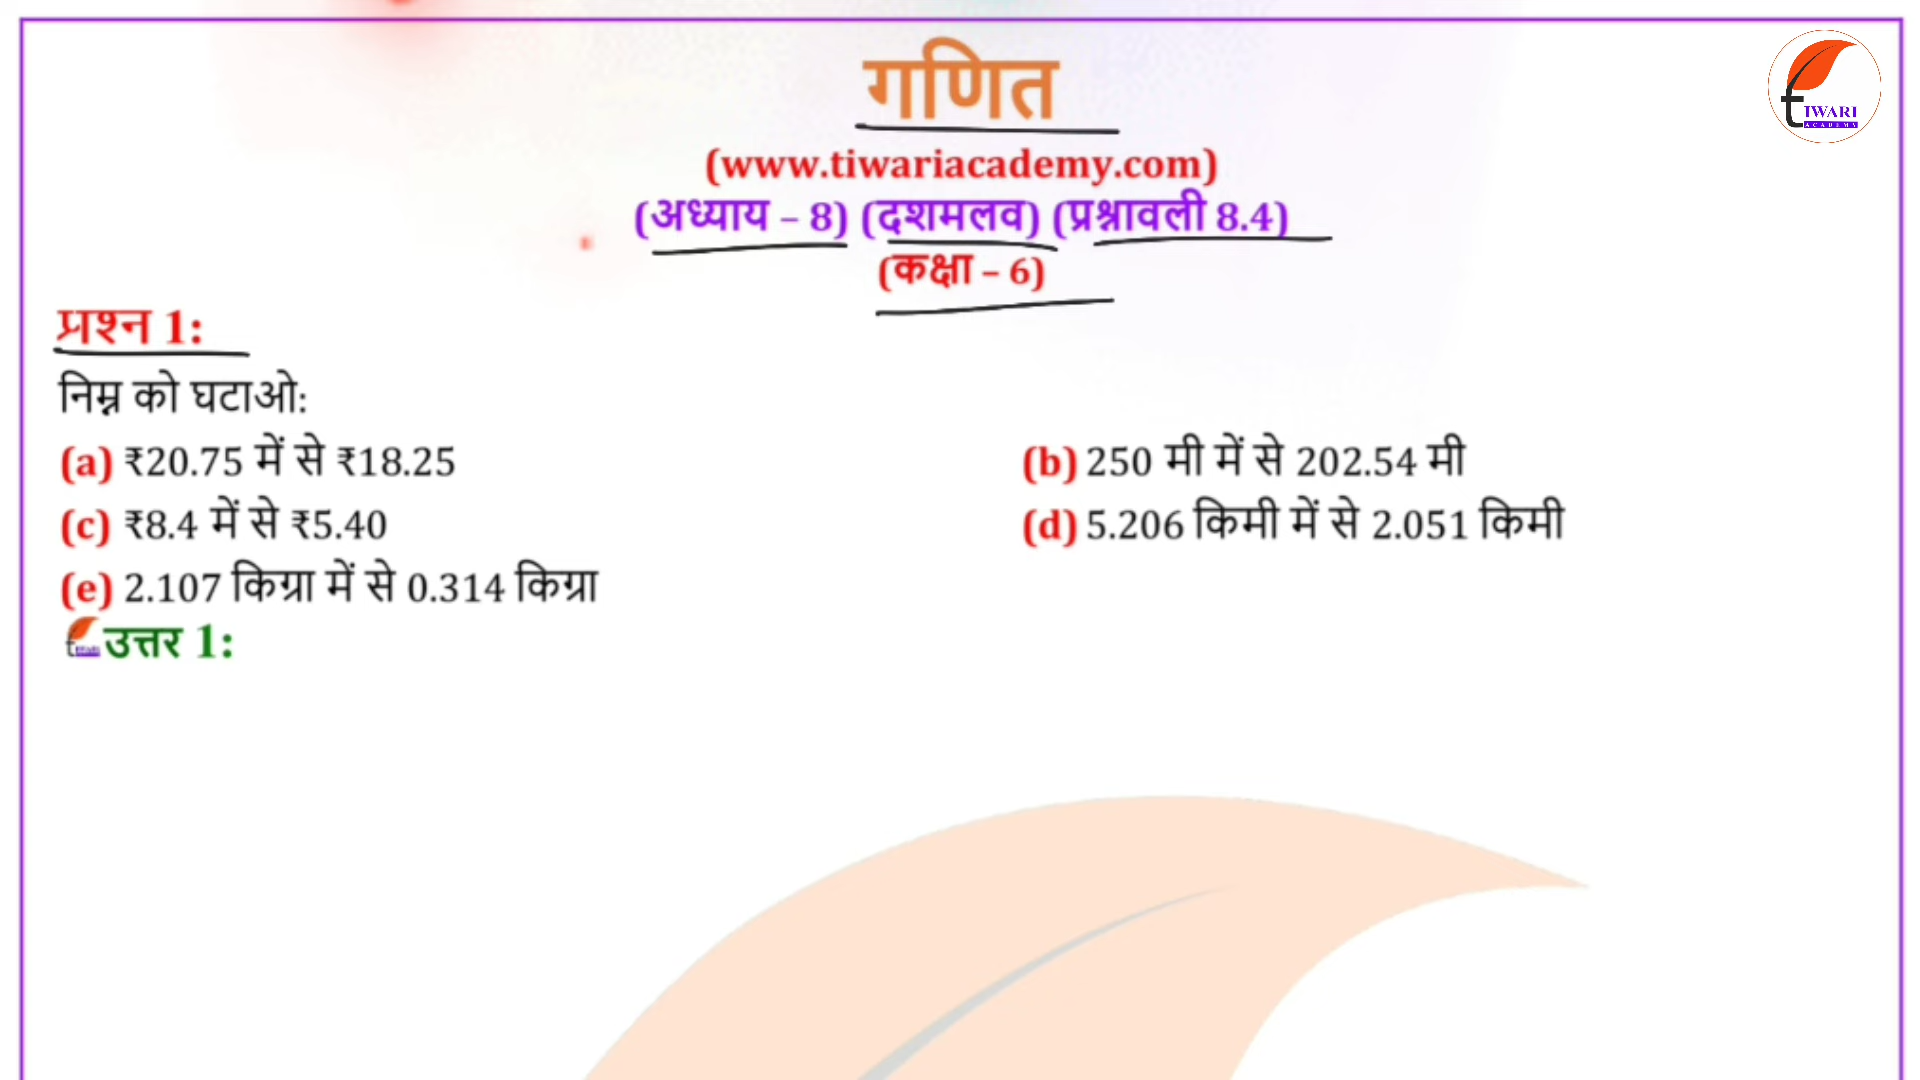 गणित
tIWARI
ACADEMY
(www.tiwariacademy.com)
(अध्याय – 8) (दशमलव) (प्रश्नावली 8.4)
(कक्षा – 6)
प्रश्न 1:
निम्न को घटाओ:
(a) ₹20.75 में से ₹18.25
(b) 250 मी में से 202.54 मी
(c) ₹8.4 में से ₹5.40
(d) 5.206 किमी में से 2.051 किमी
(e) 2.107 किग्रा में से 0.314 किग्रा
उत्तर 1: